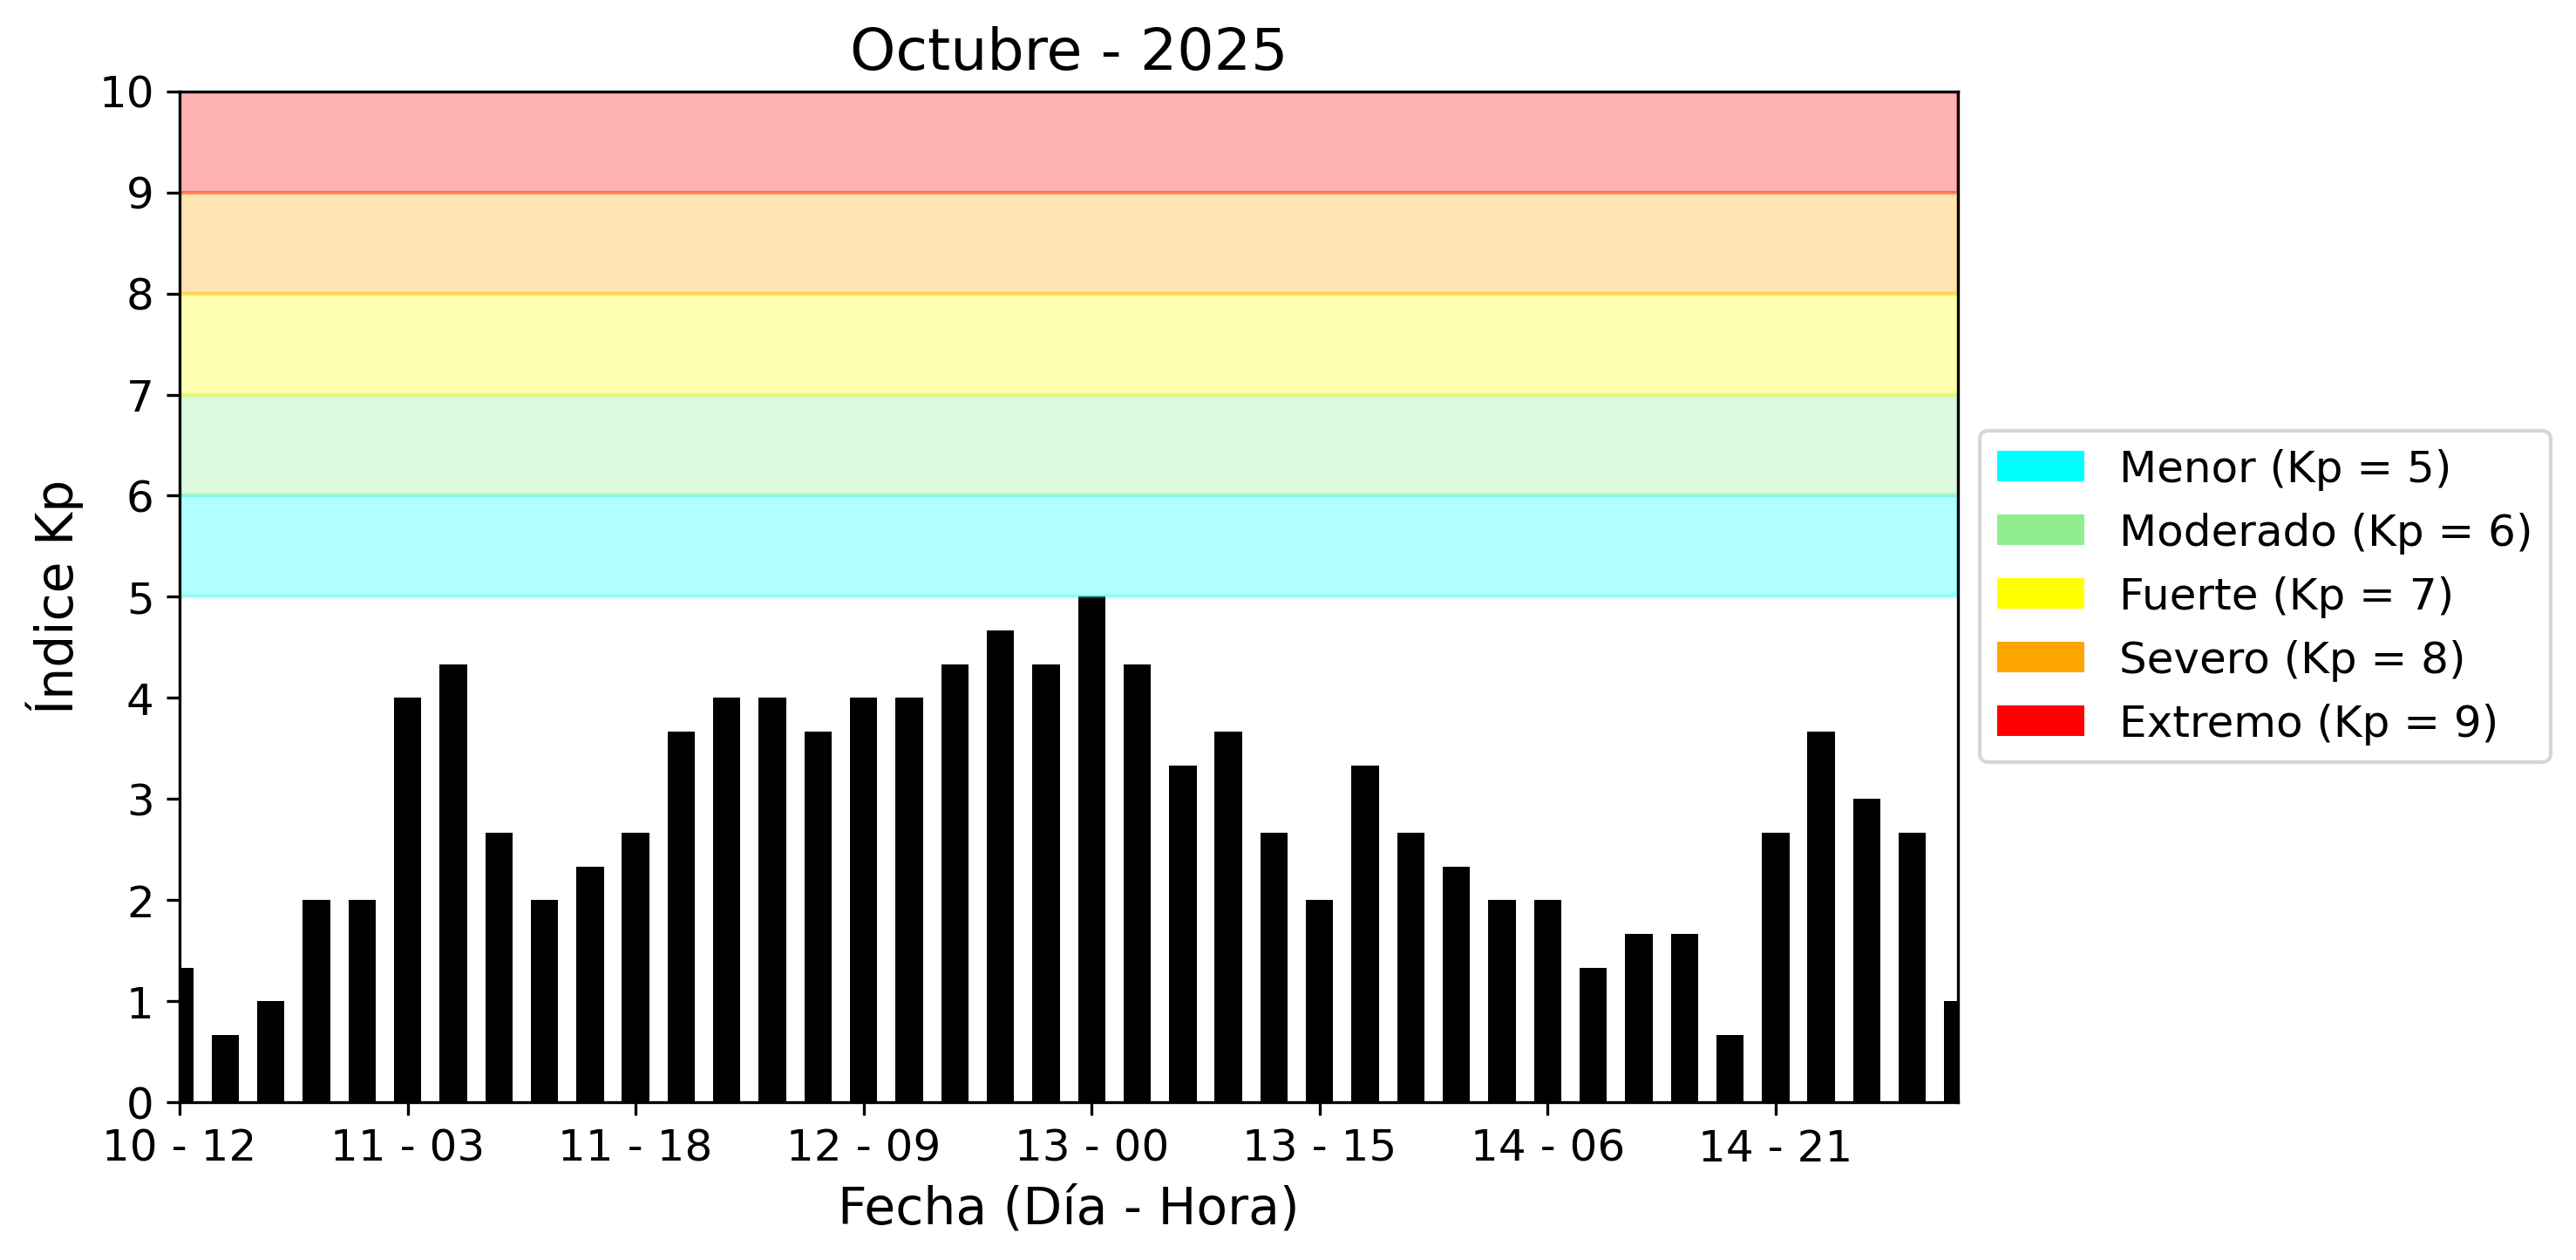 Octubre - 2025
10
9
8
7
6
5
4
3
2
1
0
Índice Kp
10 - 12 11 - 03 11 - 18 12 - 09 13 - 00 13 - 15 14 - 06 14 - 21
Fecha (Día - Hora)
Menor (Kp = 5)
Moderado (Kp = 6)
Fuerte (Kp = 7)
Severo (Kp = 8)
Extremo (Kp = 9)